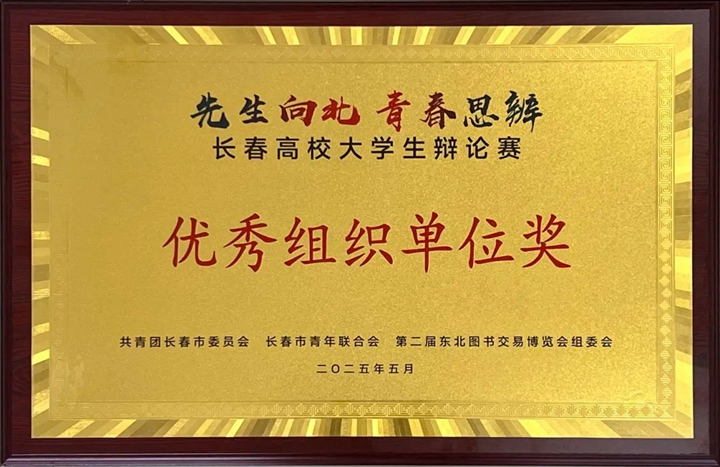 先生向北 青春思辨
长春高校大学生辩论赛
优秀组织单位奖
共青团长春市委员会 长春市青年联合会 第二届东北图书交易博览会组委会
二〇二五年五月